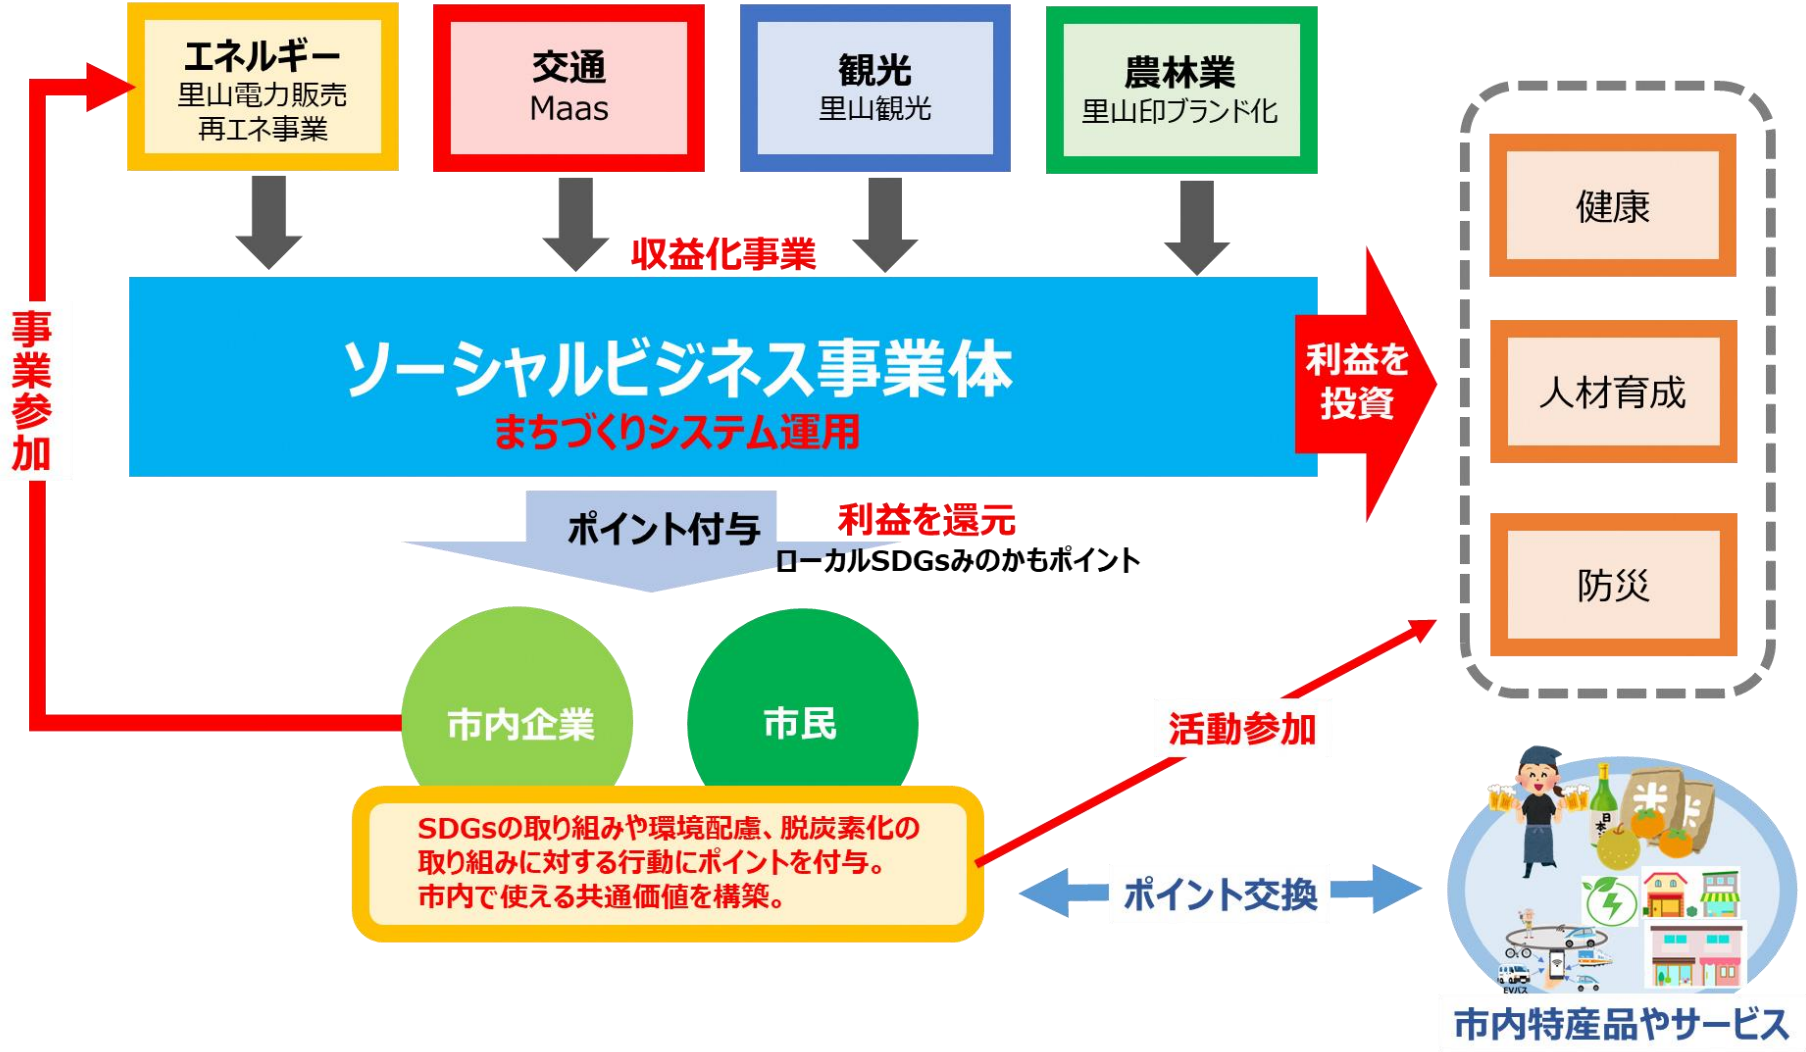 エネルギー
里山電力販売
再エネ事業
交通
Maas
観光
里山観光
農林業
里山印ブランド化
収益化事業
ソーシャルビジネス事業体
まちづくりシステム運用
利益を
投資
健康
人材育成
防災
事業参加
ポイント付与
利益を還元
ローカルSDGsみのかもポイント
市内企業
市民
活動参加
SDGsの取り組みや環境配慮、脱炭素化の
取り組みに対する行動にポイントを付与。
市内で使える共通価値を構築。
ポイント交換
日本
米
米
EVバス
市内特産品やサービス